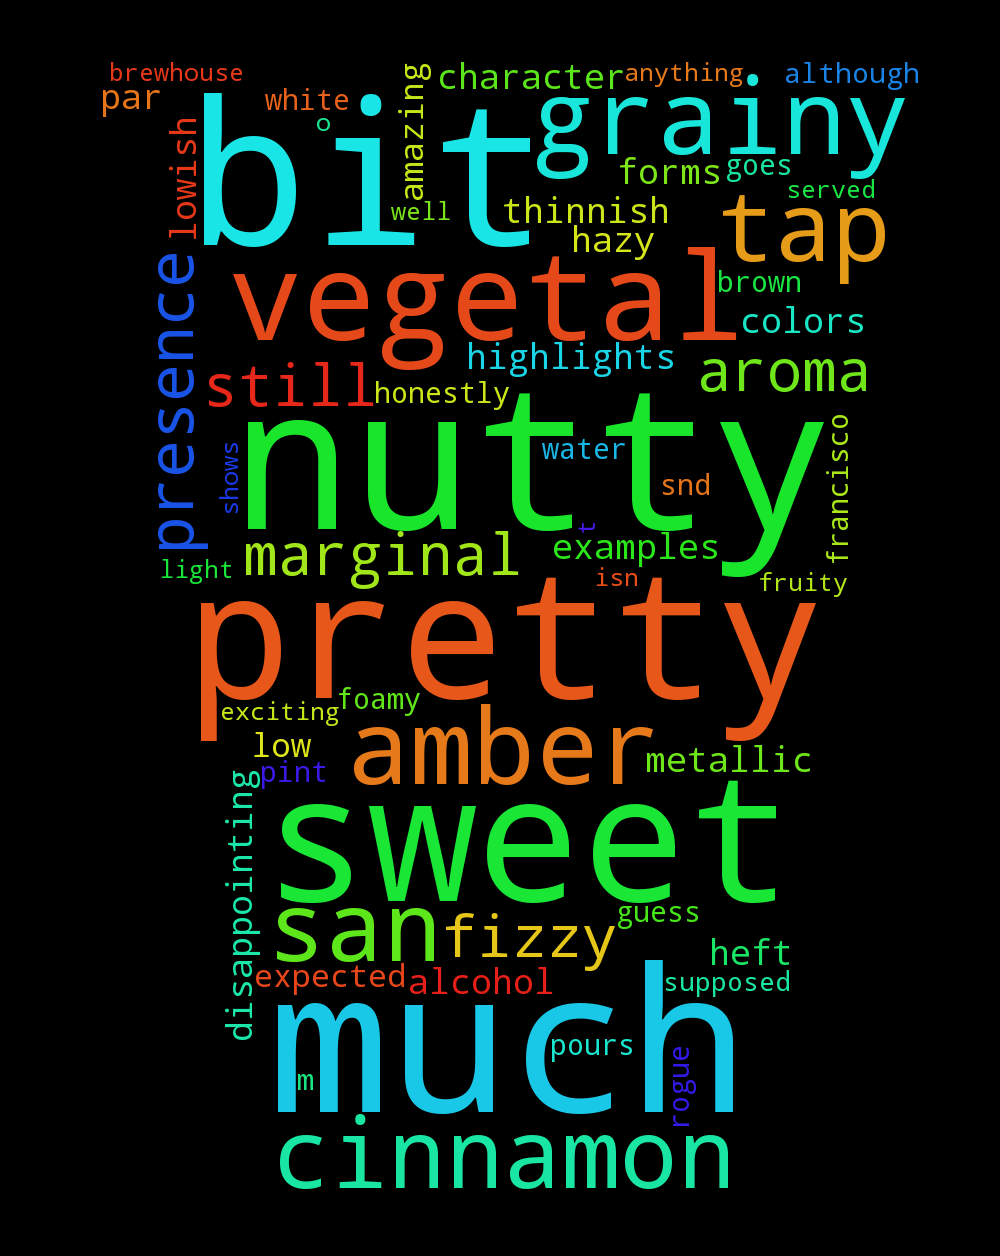 brewhouse
character
anything
although
par
white
amazing
grainy
bit
o
lowish
forms
goes
served
well
thinnish
tap
hazy
vegetal
brown
presence
colors
highlights
aroma
still
honestly
nutty
water
francisco
shows
snd
t
marginal
examples
light
isn
fruity
pretty
foamy
exciting
amber
low
metallic
pint
disappointing
sweet
san
fizzy
guess
heft
expected
alcohol
supposed
much
pours
rogue
m
cinnamon